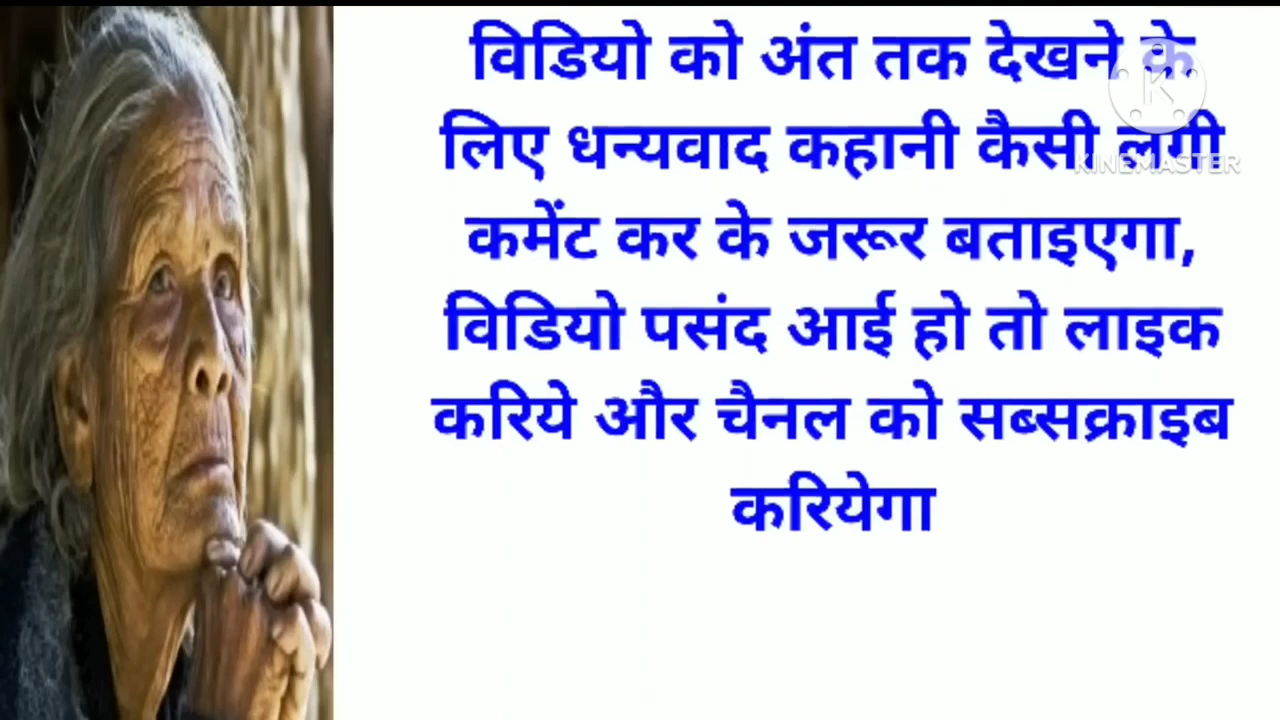 विडियो को अंत तक देखने के
लिए धन्यवाद कहानी कैसी लगी
कमेंट कर के जरूर बताइएगा,
विडियो पसंद आई हो तो लाइक
करिये और चैनल को सब्सक्राइब
करियेगा
K
KINEMASTER